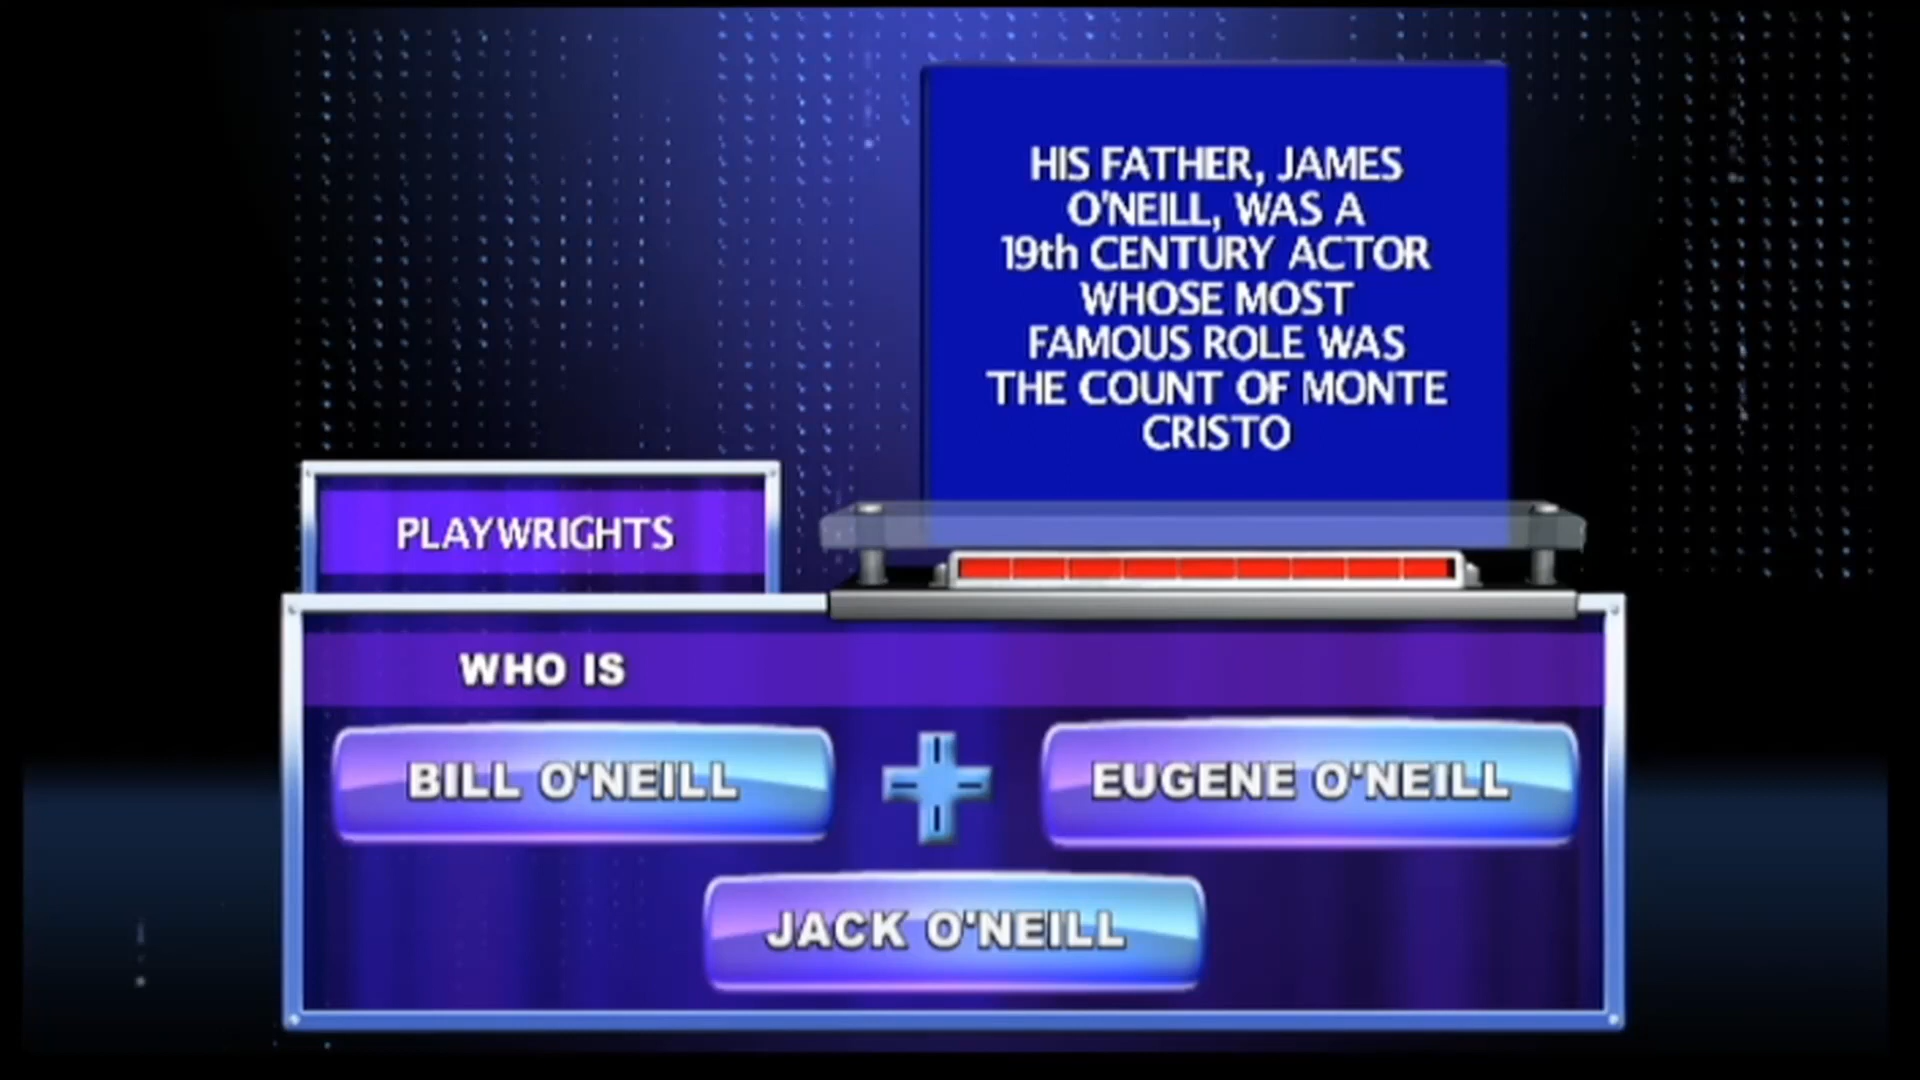 HIS FATHER, JAMES
O'NEILL, WAS A
19th CENTURY ACTOR
WHOSE MOST
FAMOUS ROLE WAS
THE COUNT OF MONTE
CRISTO
PLAYWRIGHTS
WHO IS
BILL O'NEILL
EUGENE O'NEILL
JACK O'NEILL